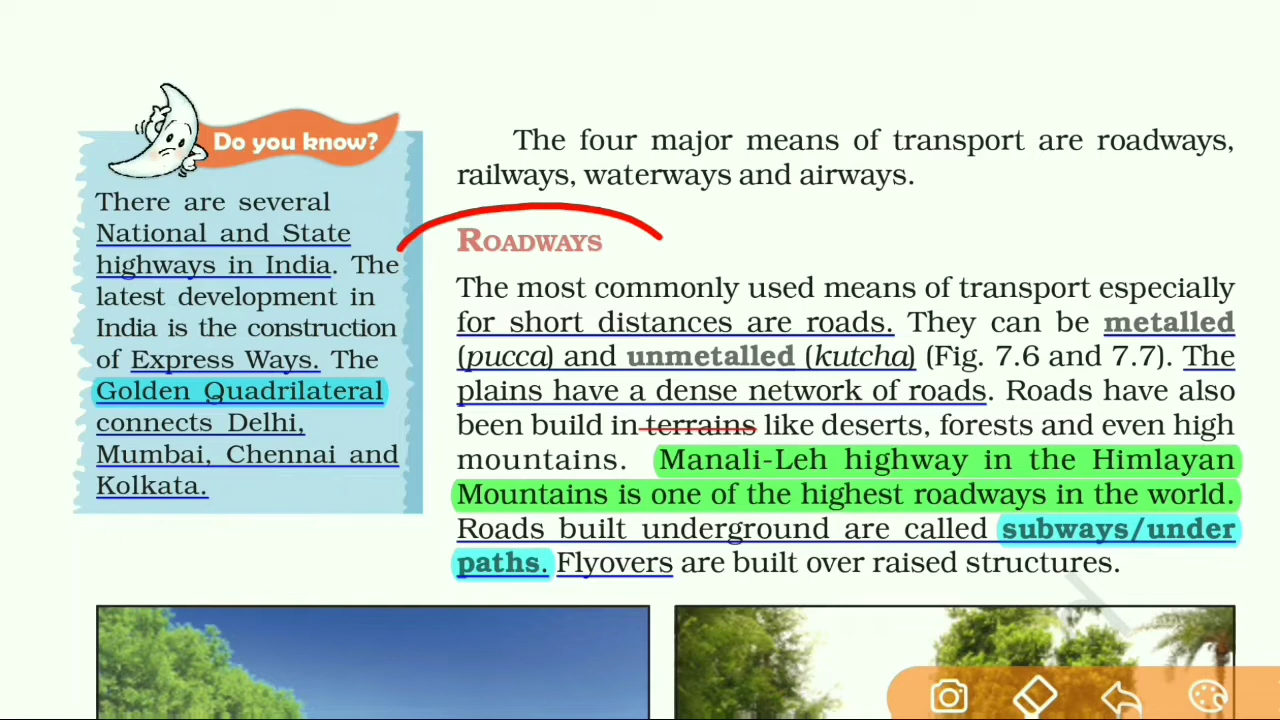 Do you know?
There are several
National and State
highways in India. The
latest development in
India is the construction
of Express Ways. The
Golden Quadrilateral
connects Delhi,
Mumbai, Chennai and
Kolkata.
The four major means of transport are roadways,
railways, waterways and airways.
ROADWAYS
The most commonly used means of transport especially
for short distances are roads. They can be metalled
(pucca) and unmetalled (kutcha) (Fig. 7.6 and 7.7). The
plains have a dense network of roads. Roads have also
been build in terrains like deserts, forests and even high
mountains. Manali-Leh highway in the Himlayan
Mountains is one of the highest roadways in the world.
Roads built underground are called subways/under
paths. Flyovers are built over raised structures.